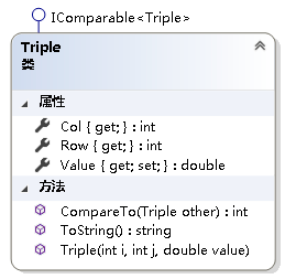 IComparable<Triple>
Triple
类
属性
Col { get; } : int
Row { get; } : int
Value { get; set; } : double
方法
CompareTo(Triple other) : int
ToString() : string
Triple(int i, int j, double value)